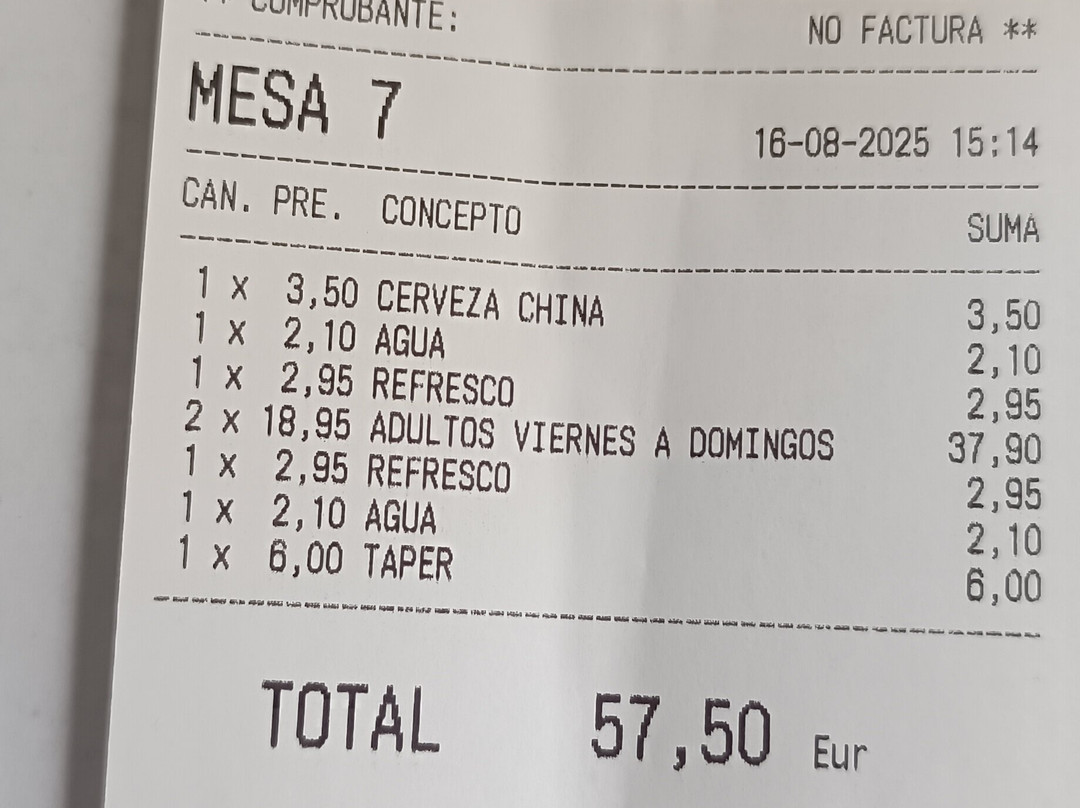 ** COMPROBANTE: NO FACTURA **
MESA 7
16-08-2025 15:14
CAN. PRE. CONCEPTO SUMA
1 x 3,50 CERVEZA CHINA 3,50
1 x 2,10 AGUA 2,10
1 x 2,95 REFRESCO 2,95
2 x 18,95 ADULTOS VIERNES A DOMINGOS 37,90
1 x 2,95 REFRESCO 2,95
1 x 2,10 AGUA 2,10
1 x 6,00 TAPER 6,00
TOTAL 57,50 Eur